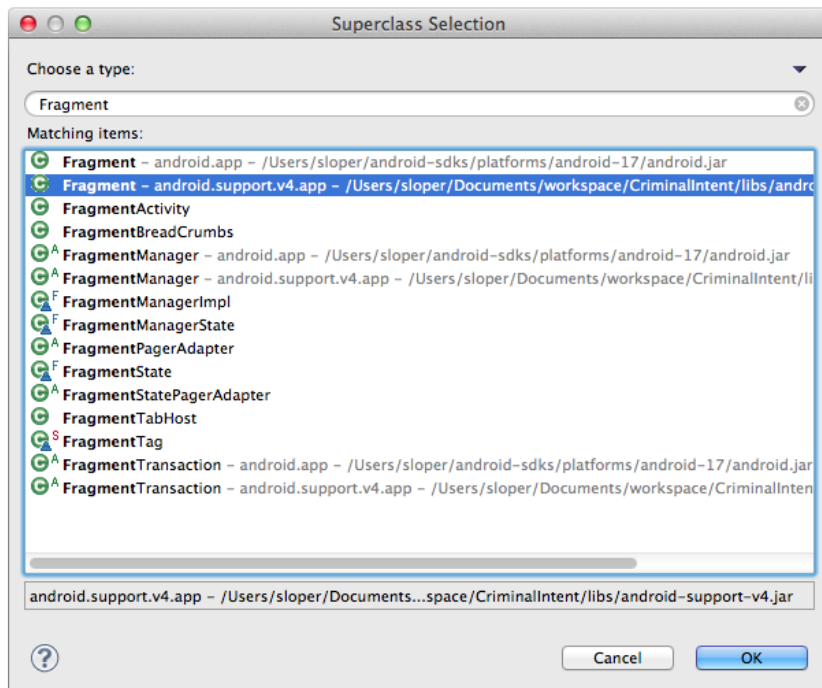 Superclass Selection
Choose a type:
Fragment
Matching items:
Fragment – android.app – /Users/sloper/android-sdks/platforms/android-17/android.jar
Fragment – android.support.v4.app – /Users/sloper/Documents/workspace/CriminalIntent/libs/andro
FragmentActivity
FragmentBreadCrumbs
A FragmentManager – android.app – /Users/sloper/android-sdks/platforms/android-17/android.jar
A FragmentManager – android.support.v4.app – /Users/sloper/Documents/workspace/CriminalIntent/li
F FragmentManagerImpl
F FragmentManagerState
A FragmentPagerAdapter
F FragmentState
A FragmentStatePagerAdapter
FragmentTabHost
S FragmentTag
A FragmentTransaction – android.app – /Users/sloper/android-sdks/platforms/android-17/android.jar
A FragmentTransaction – android.support.v4.app – /Users/sloper/Documents/workspace/CriminalInten
android.support.v4.app – /Users/sloper/Documents...space/CriminalIntent/libs/android-support-v4.jar
? Cancel OK